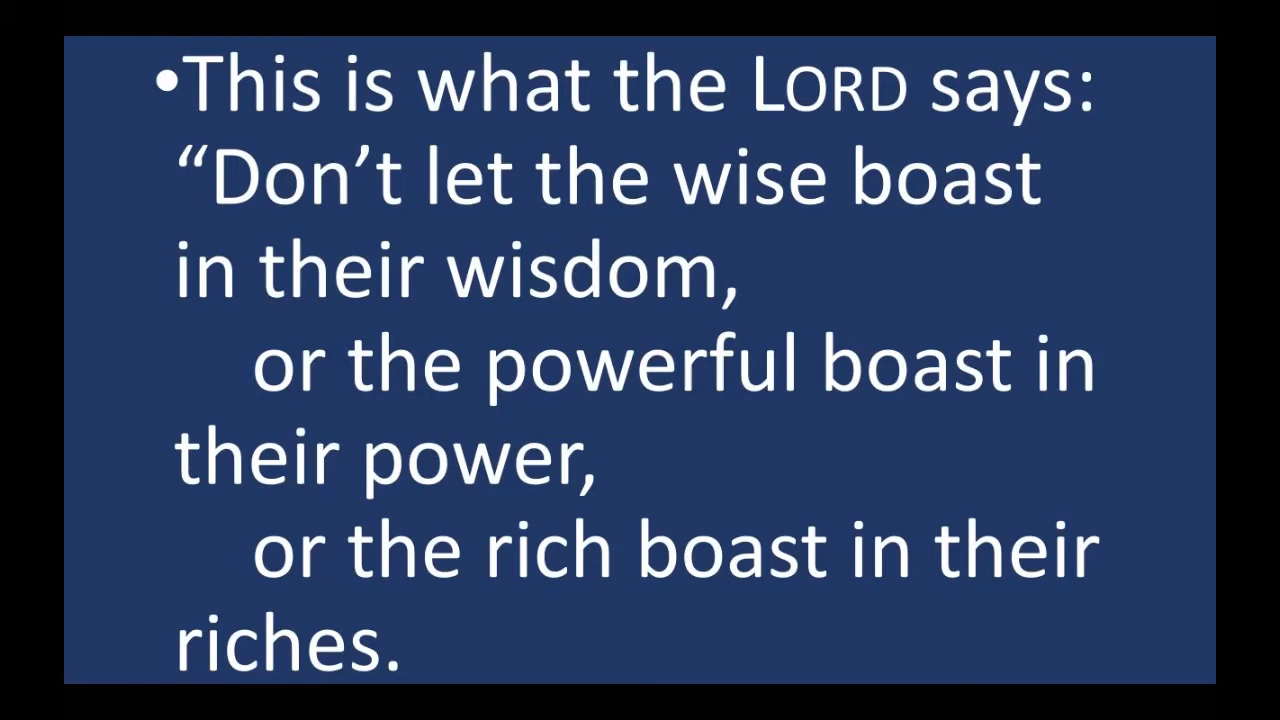 •This is what the LORD says:
“Don’t let the wise boast
in their wisdom,
or the powerful boast in
their power,
or the rich boast in their
riches.